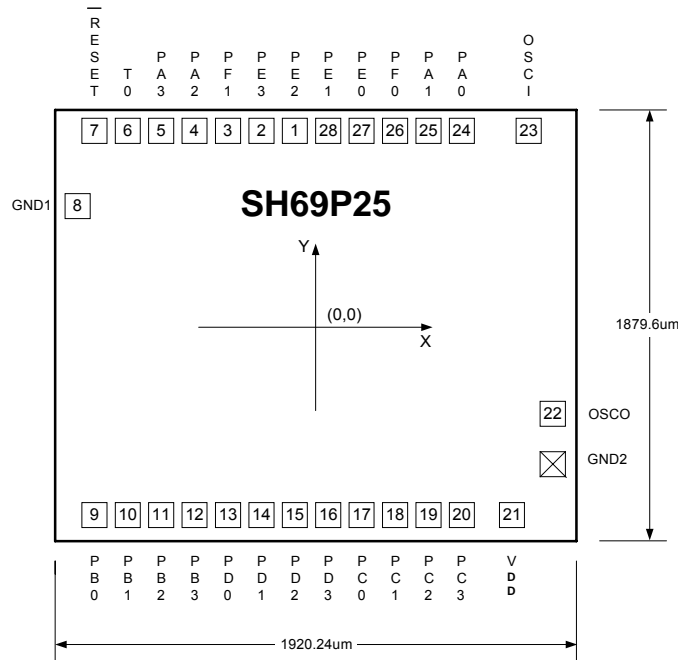 RESET
T0
PA3
PA2
PF1
PE3
PE2
PE1
PE0
PF0
PA1
PA0
OSCI
7 6 5 4 3 2 1 28 27 26 25 24 23
GND1 8
SH69P25
Y
(0,0)
X
1879.6um
22 OSCO
GND2
9 10 11 12 13 14 15 16 17 18 19 20 21
PB0
PB1
PB2
PB3
PD0
PD1
PD2
PD3
PC0
PC1
PC2
PC3
VDD
1920.24um